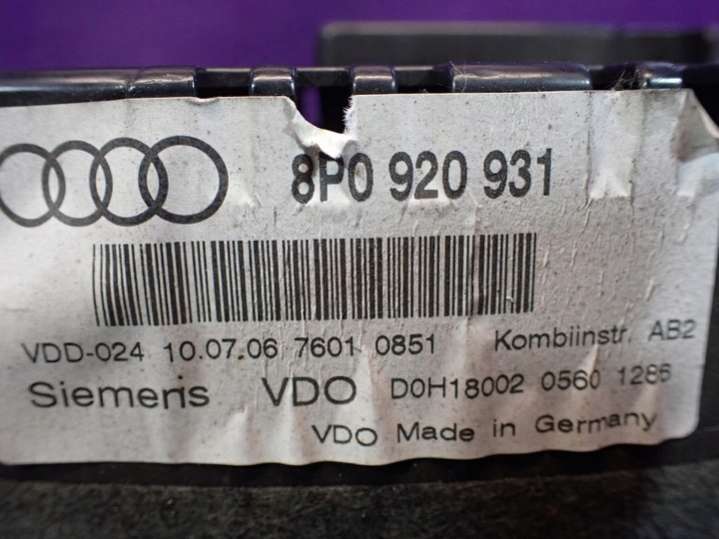 8P0 920 931
VDD-024 10.07.06 7601 0851 Kombiinstr. AB2
Siemens VDO D0H18002 0560 1286
VDO Made in Germany